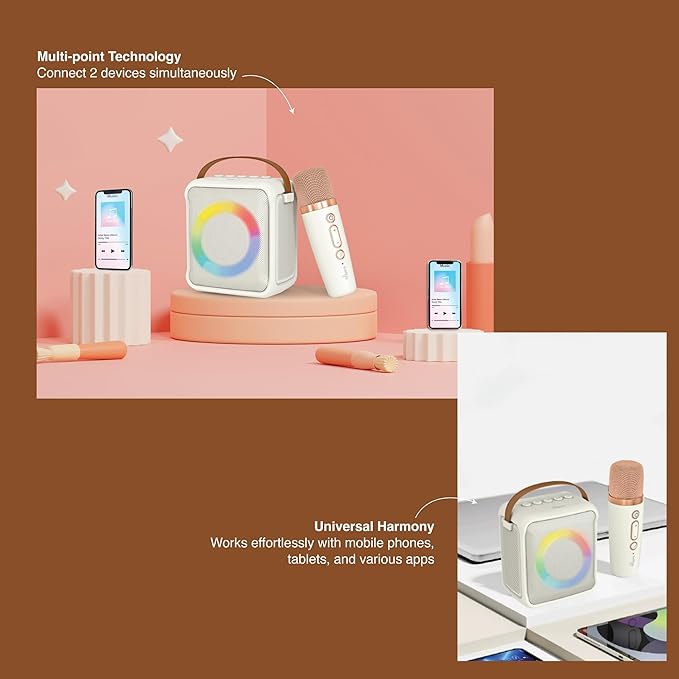 Multi-point Technology
Connect 2 devices simultaneously
Universal Harmony
Works effortlessly with mobile phones,
tablets, and various apps